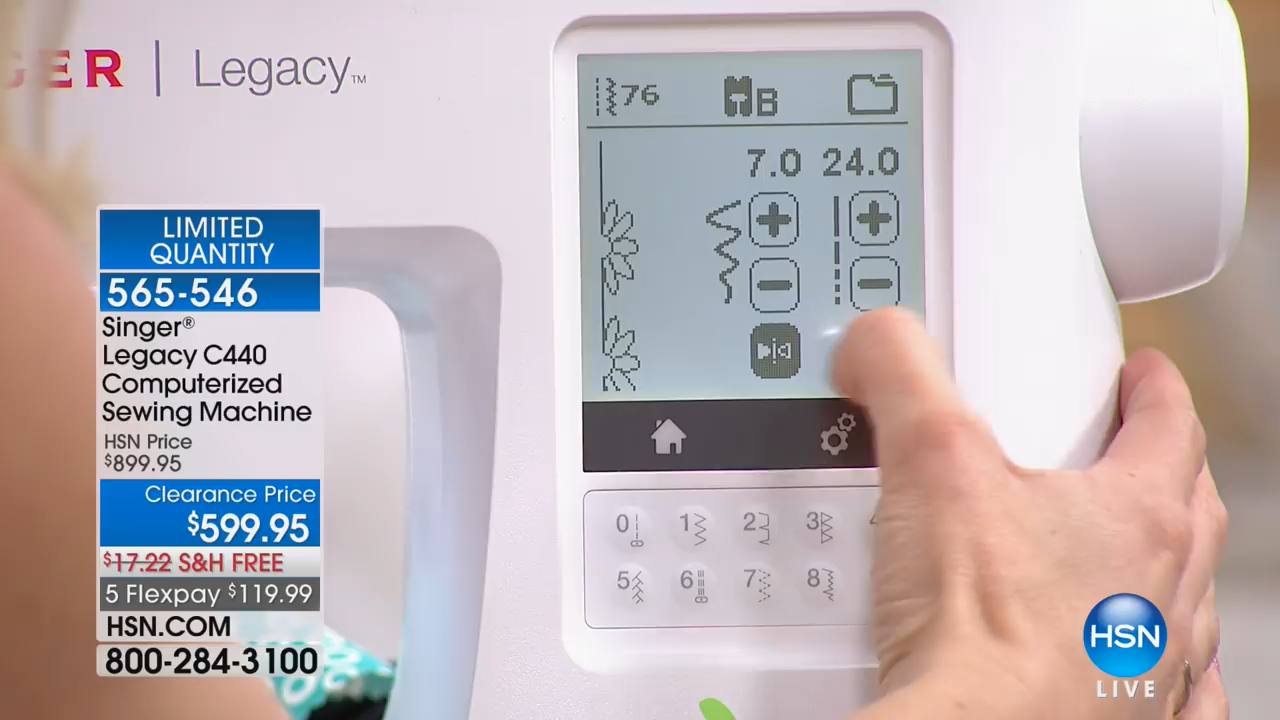 GER | Legacy™
76
B
7.0 24.0
0 1 2 3
5 6 7 8
LIMITED
QUANTITY
565-546
Singer®
Legacy C440
Computerized
Sewing Machine
HSN Price
$899.95
Clearance Price
$599.95
$17.22 S&H FREE
5 Flexpay $119.99
HSN.COM
800-284-3100
HSN
LIVE